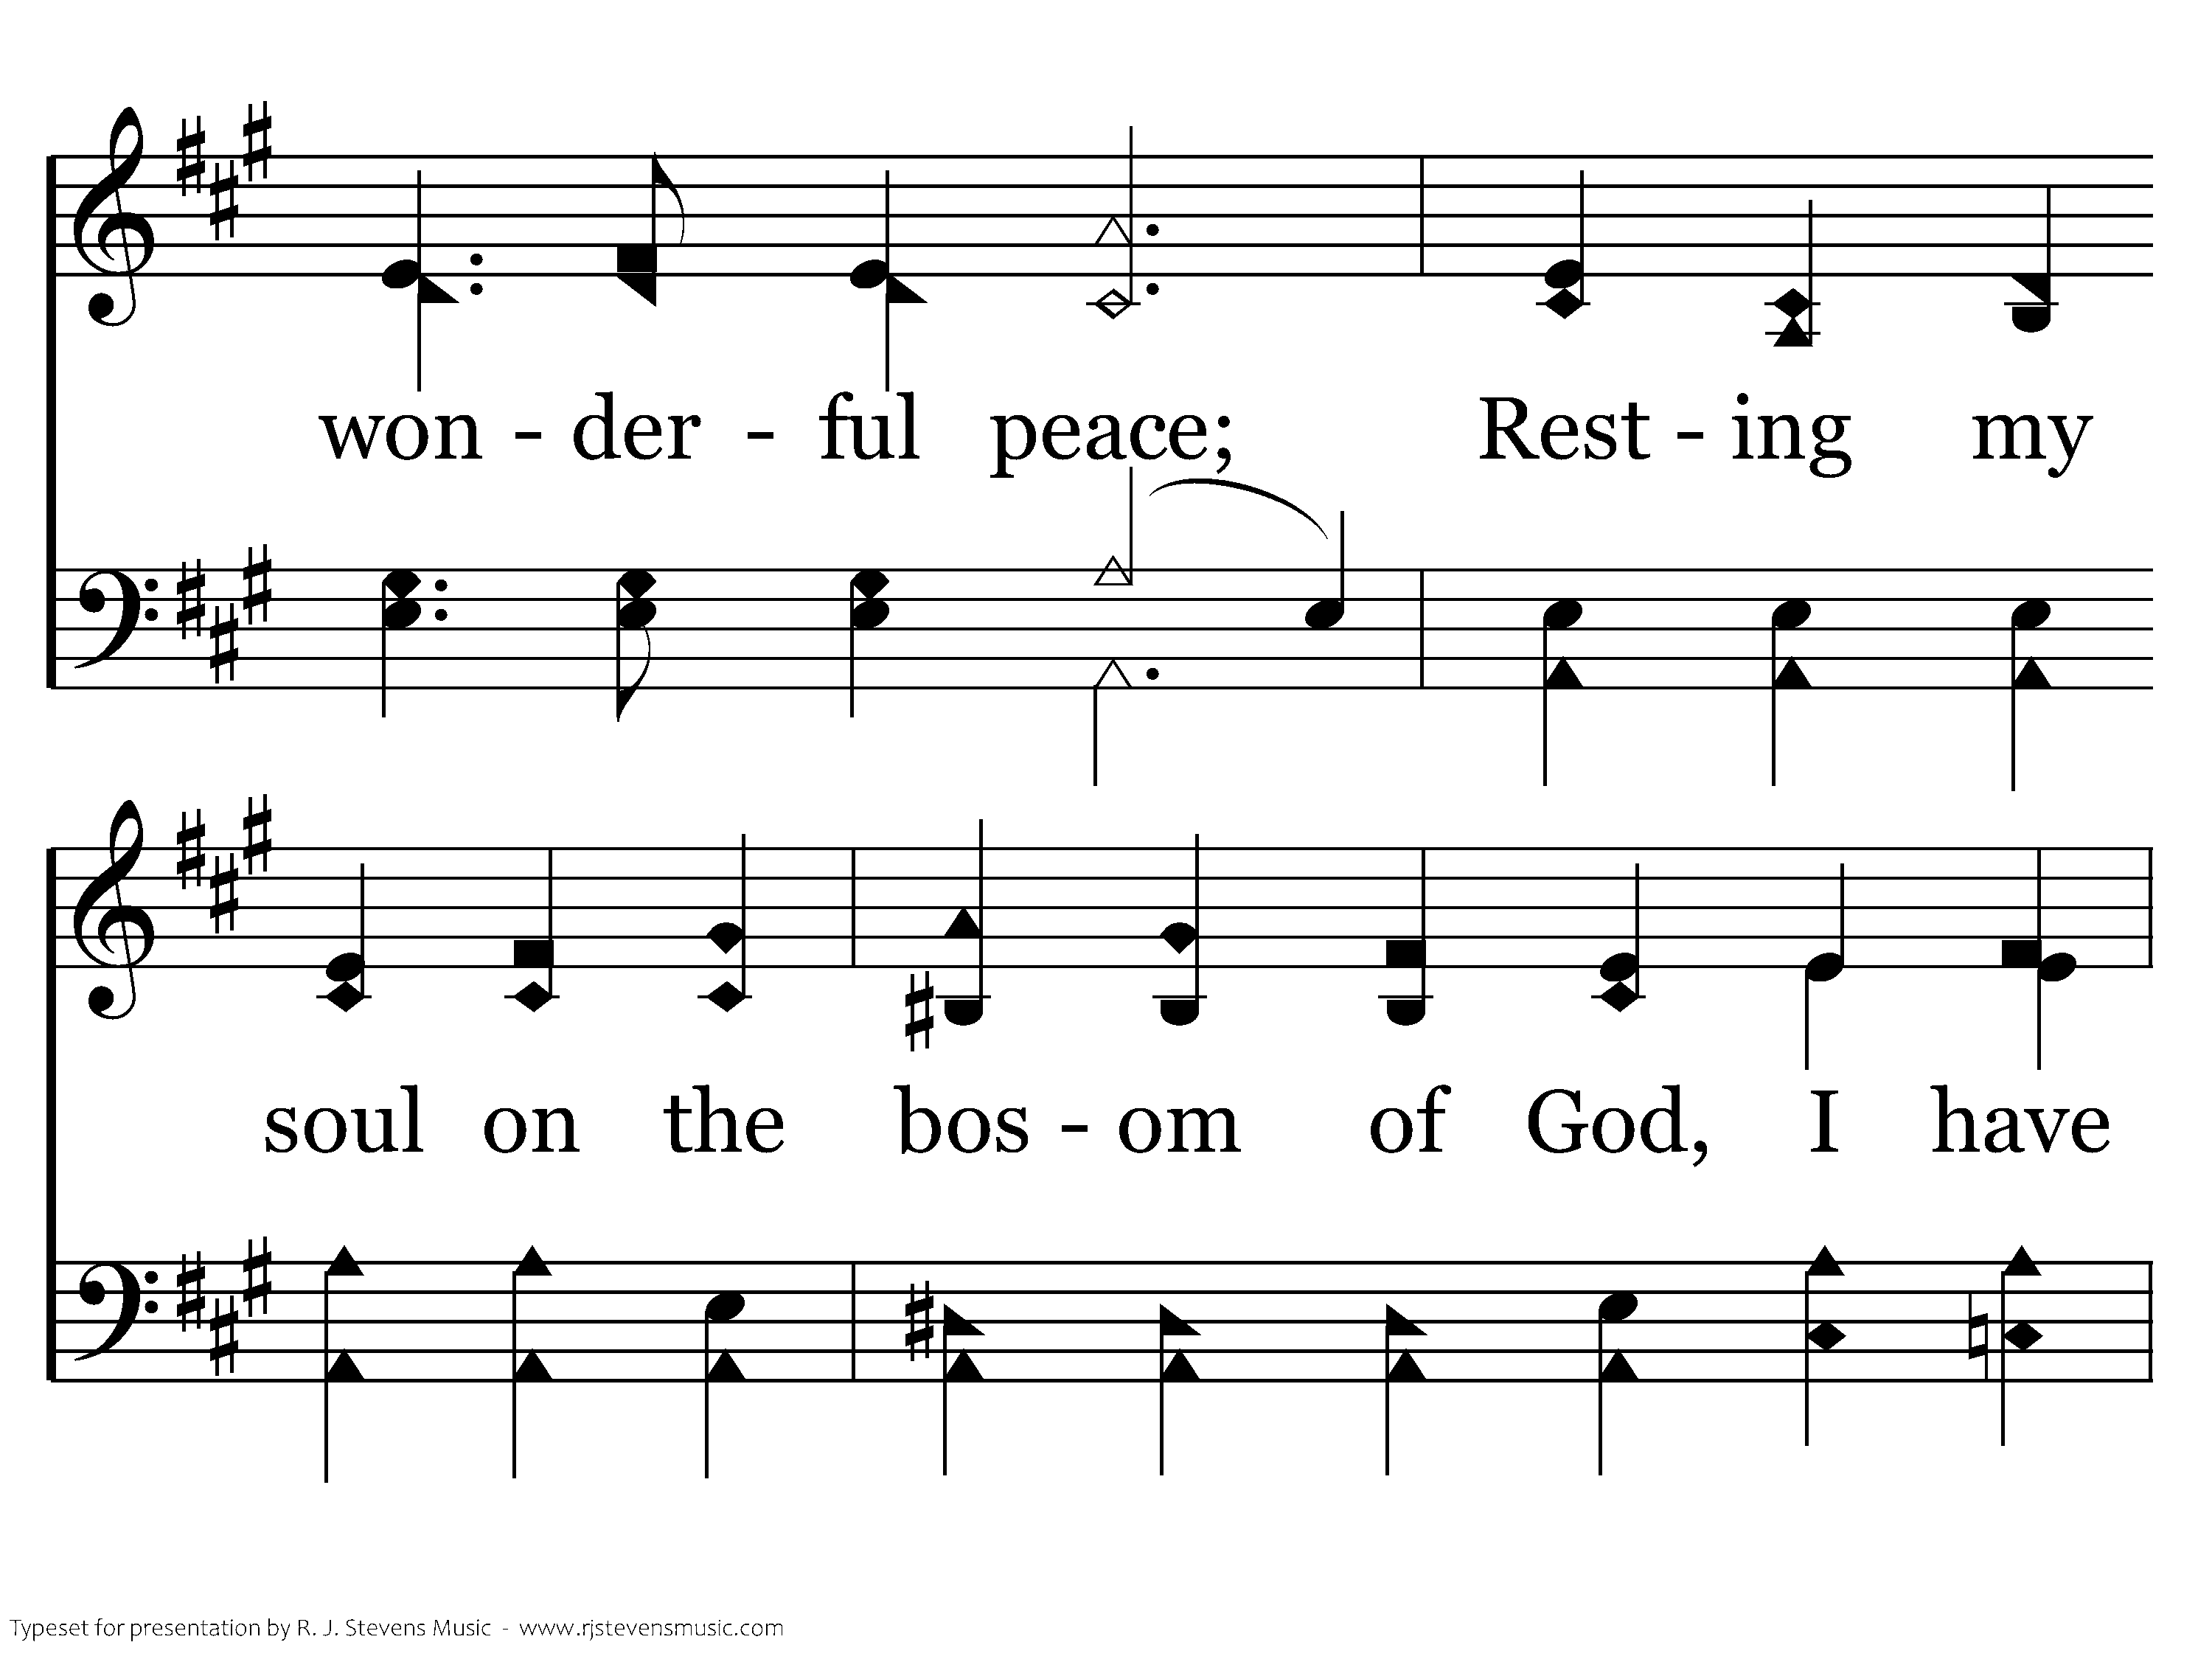 won - der - ful peace; Rest - ing my
soul on the bos - om of God, I have
Typeset for presentation by R. J. Stevens Music - www.rjstevensmusic.com